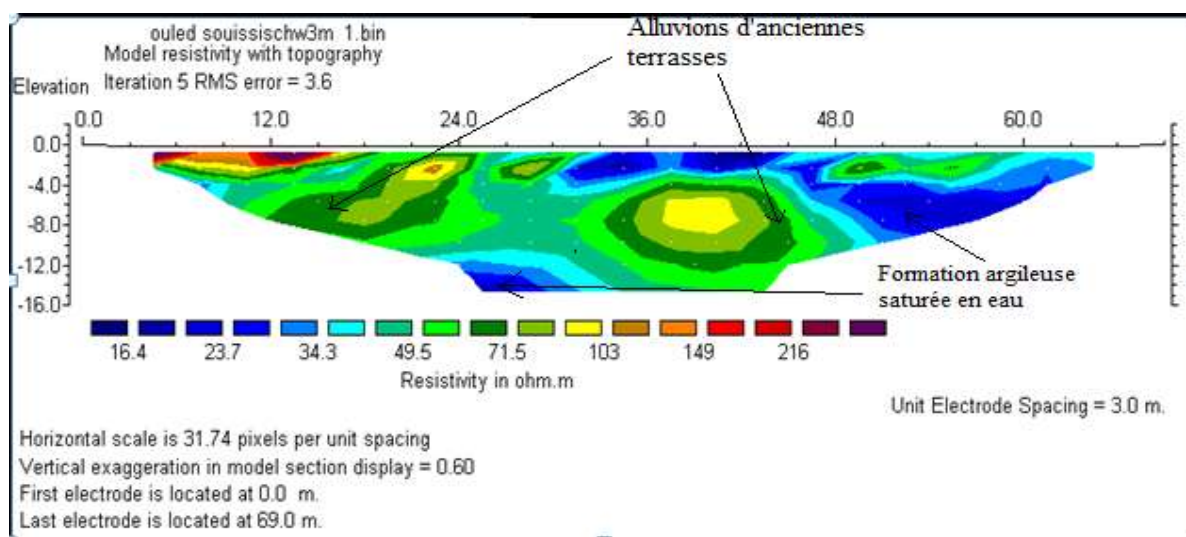 ouled souissischw3m 1.bin
Model resistivity with topography
Iteration 5 RMS error = 3.6
Alluvions d'anciennes
terrasses
Elevation
0.0 12.0 24.0 36.0 48.0 60.0
0.0
-4.0
-8.0
-12.0
-16.0
Formation argileuse
saturée en eau
16.4 23.7 34.3 49.5 71.5 103 149 216
Resistivity in ohm.m
Unit Electrode Spacing = 3.0 m.
Horizontal scale is 31.74 pixels per unit spacing
Vertical exaggeration in model section display = 0.60
First electrode is located at 0.0 m.
Last electrode is located at 69.0 m.